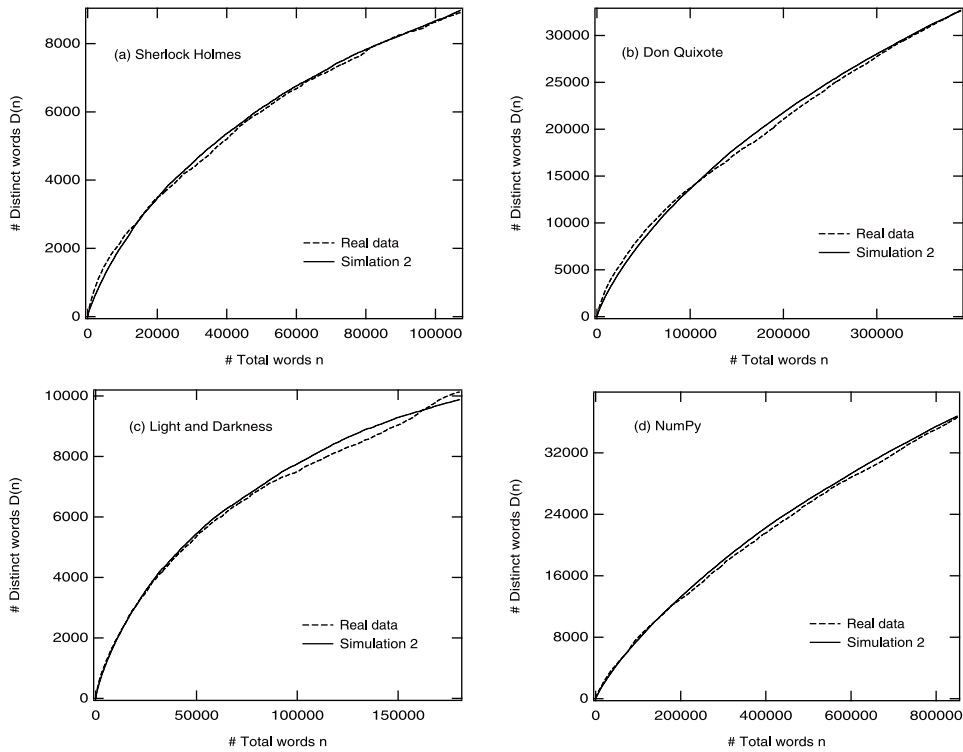 (a) Sherlock Holmes
# Distinct words D(n)
8000
6000
4000
2000
0
Real data
Simlation 2
0 20000 40000 60000 80000 100000
# Total words n
(b) Don Quixote
# Distinct words D(n)
30000
25000
20000
15000
10000
5000
0
Real data
Simulation 2
0 100000 200000 300000
# Total words n
(c) Light and Darkness
# Distinct words D(n)
10000
8000
6000
4000
2000
0
Real data
Simulation 2
0 50000 100000 150000
# Total words n
(d) NumPy
# Distinct words D(n)
32000
24000
16000
8000
0
Real data
Simulation 2
0 200000 400000 600000 800000
# Total words n